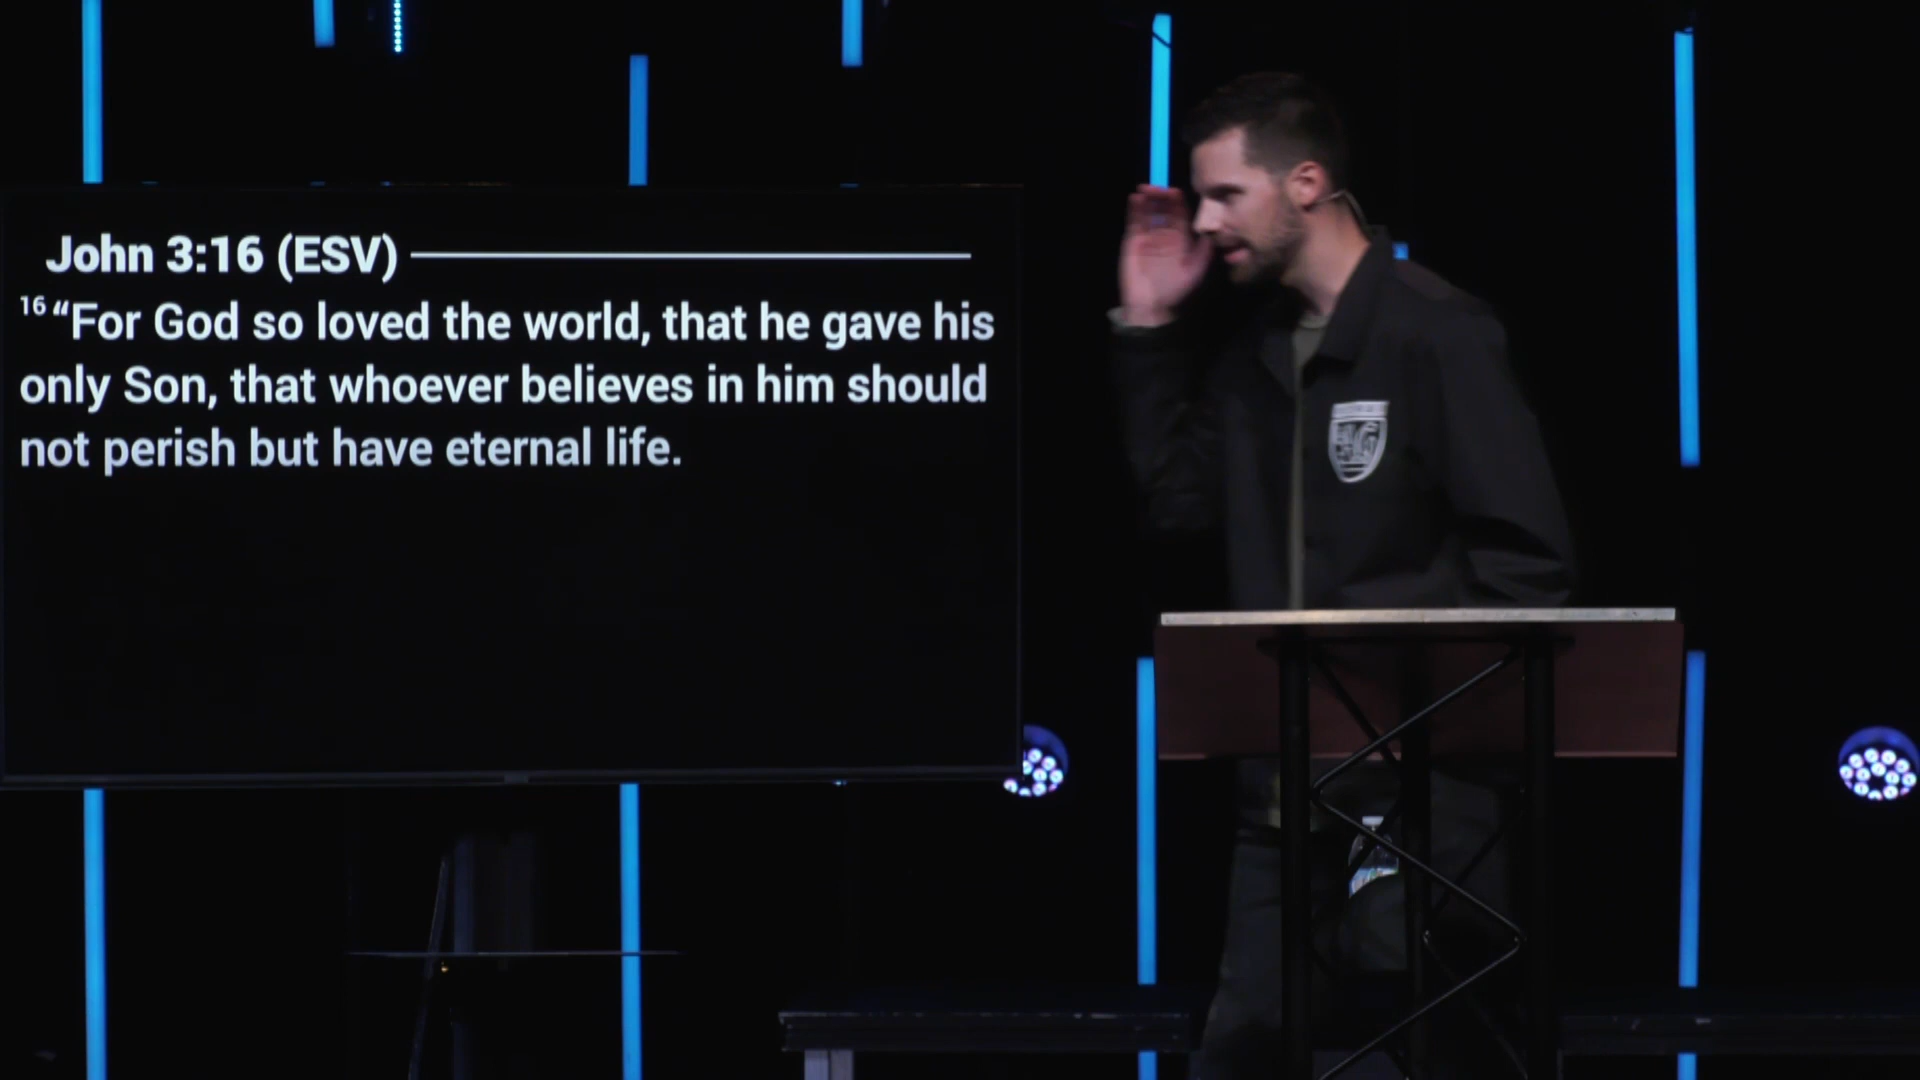 John 3:16 (ESV)
16 “For God so loved the world, that he gave his
only Son, that whoever believes in him should
not perish but have eternal life.